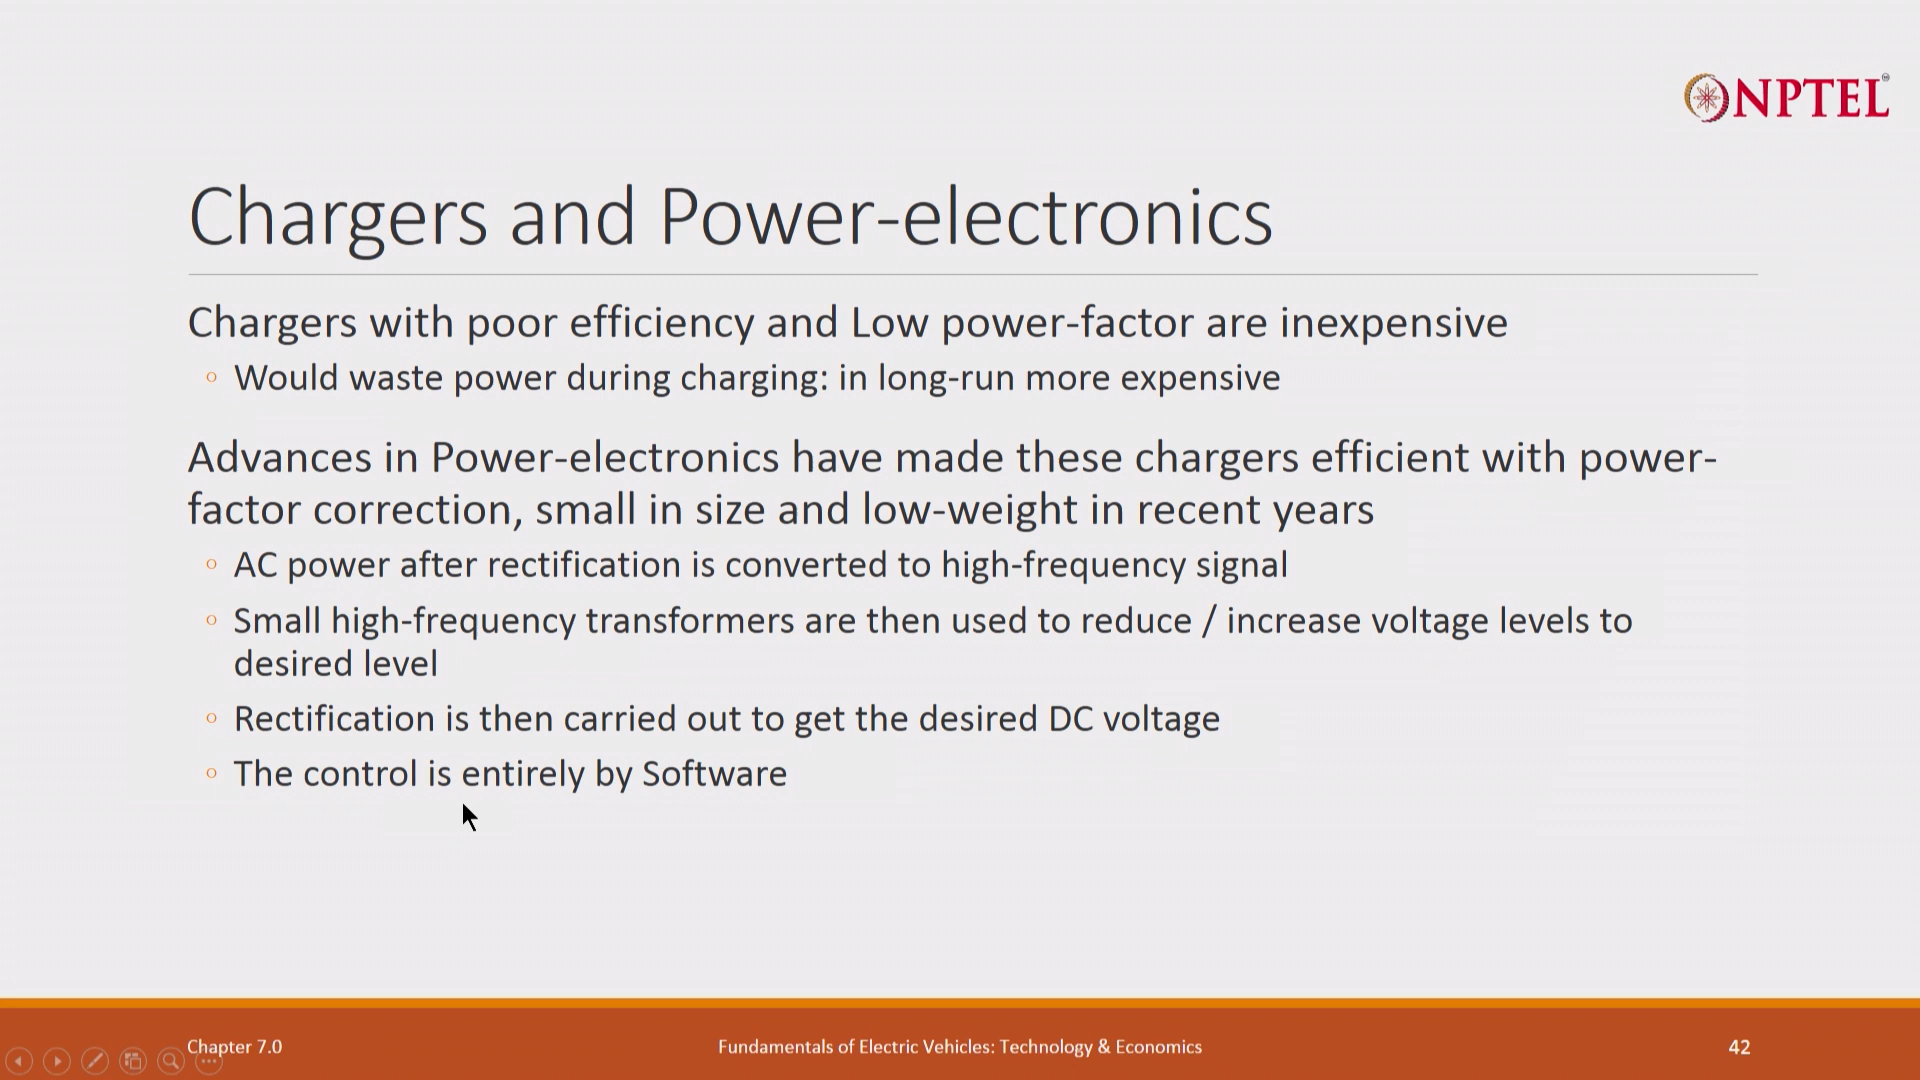 NPTEL
Chargers and Power-electronics
Chargers with poor efficiency and Low power-factor are inexpensive
Would waste power during charging: in long-run more expensive
Advances in Power-electronics have made these chargers efficient with power-
factor correction, small in size and low-weight in recent years
AC power after rectification is converted to high-frequency signal
Small high-frequency transformers are then used to reduce / increase voltage levels to
desired level
Rectification is then carried out to get the desired DC voltage
The control is entirely by Software
Chapter 7.0
Fundamentals of Electric Vehicles: Technology & Economics
42